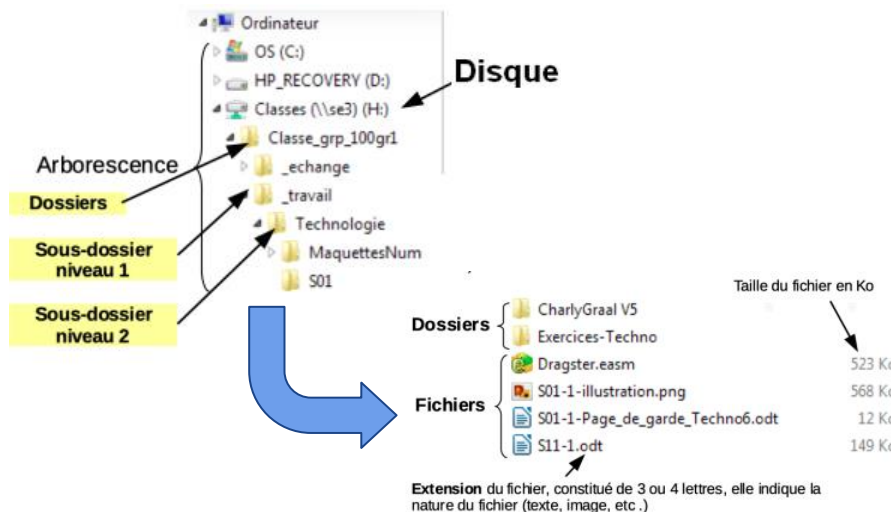 Ordinateur
OS (C:)
HP_RECOVERY (D:)
Disque
Classes (\\se3) (H:)
Classe_grp_100gr1
Arborescence
_echange
Dossiers
_travail
Technologie
Sous-dossier
niveau 1
MaquettesNum
S01
Sous-dossier
niveau 2
Taille du fichier en Ko
Dossiers
CharlyGraal V5
Exercices-Techno
Fichiers
Dragster.easm 523 Ko
S01-1-illustration.png 568 Ko
S01-1-Page_de_garde_Techno6.odt 12 Ko
S11-1.odt 149 Ko
Extension du fichier, constitué de 3 ou 4 lettres, elle indique la
nature du fichier (texte, image, etc .)